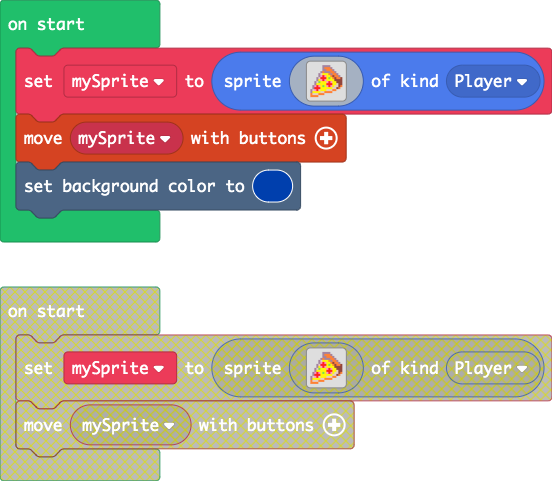 on start
set mySprite to sprite of kind Player
move mySprite with buttons
set background color to
on start
set mySprite to sprite of kind Player
move mySprite with buttons